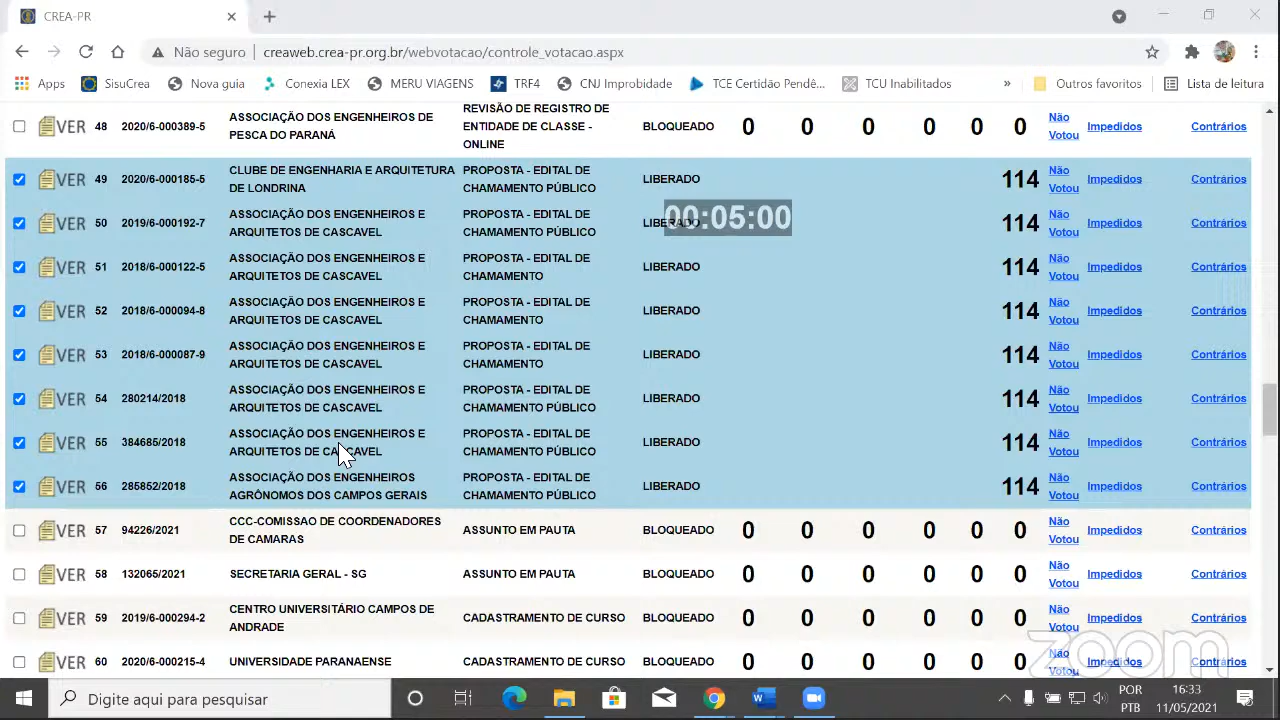 CREA-PR
Não seguro | creaweb.crea-pr.org.br/webvotacao/controle_votacao.aspx
Apps SisuCrea Nova guia Conexia LEX MERU VIAGENS TRF4 CNJ Improbidade TCE Certidão Pendê... TCU Inabilitados » Outros favoritos Lista de leitura
VER 48 2020/6-000389-5 ASSOCIAÇÃO DOS ENGENHEIROS DE PESCA DO PARANÁ REVISÃO DE REGISTRO DE ENTIDADE DE CLASSE - ONLINE BLOQUEADO 0 0 0 0 0 0 Não Votou Impedidos Contrários
VER 49 2020/6-000185-5 CLUBE DE ENGENHARIA E ARQUITETURA DE LONDRINA PROPOSTA - EDITAL DE CHAMAMENTO PÚBLICO LIBERADO 114 Não Votou Impedidos Contrários
VER 50 2019/6-000192-7 ASSOCIAÇÃO DOS ENGENHEIROS E ARQUITETOS DE CASCAVEL PROPOSTA - EDITAL DE CHAMAMENTO PÚBLICO LIBERADO 00:05:00 114 Não Votou Impedidos Contrários
VER 51 2018/6-000122-5 ASSOCIAÇÃO DOS ENGENHEIROS E ARQUITETOS DE CASCAVEL PROPOSTA - EDITAL DE CHAMAMENTO LIBERADO 114 Não Votou Impedidos Contrários
VER 52 2018/6-000094-8 ASSOCIAÇÃO DOS ENGENHEIROS E ARQUITETOS DE CASCAVEL PROPOSTA - EDITAL DE CHAMAMENTO LIBERADO 114 Não Votou Impedidos Contrários
VER 53 2018/6-000087-9 ASSOCIAÇÃO DOS ENGENHEIROS E ARQUITETOS DE CASCAVEL PROPOSTA - EDITAL DE CHAMAMENTO LIBERADO 114 Não Votou Impedidos Contrários
VER 54 280214/2018 ASSOCIAÇÃO DOS ENGENHEIROS E ARQUITETOS DE CASCAVEL PROPOSTA - EDITAL DE CHAMAMENTO PÚBLICO LIBERADO 114 Não Votou Impedidos Contrários
VER 55 384685/2018 ASSOCIAÇÃO DOS ENGENHEIROS E ARQUITETOS DE CASCAVEL PROPOSTA - EDITAL DE CHAMAMENTO PÚBLICO LIBERADO 114 Não Votou Impedidos Contrários
VER 56 285852/2018 ASSOCIAÇÃO DOS ENGENHEIROS AGRÔNOMOS DOS CAMPOS GERAIS PROPOSTA - EDITAL DE CHAMAMENTO PÚBLICO LIBERADO 114 Não Votou Impedidos Contrários
VER 57 94226/2021 CCC-COMISSAO DE COORDENADORES DE CAMARAS ASSUNTO EM PAUTA BLOQUEADO 0 0 0 0 0 0 Não Votou Impedidos Contrários
VER 58 132065/2021 SECRETARIA GERAL - SG ASSUNTO EM PAUTA BLOQUEADO 0 0 0 0 0 0 Não Votou Impedidos Contrários
VER 59 2019/6-000294-2 CENTRO UNIVERSITÁRIO CAMPOS DE ANDRADE CADASTRAMENTO DE CURSO BLOQUEADO 0 0 0 0 0 0 Não Votou Impedidos Contrários
VER 60 2020/6-000215-4 UNIVERSIDADE PARANAENSE CADASTRAMENTO DE CURSO BLOQUEADO 0 0 0 0 0 0 Não Votou Impedidos Contrários
zoom
Digite aqui para pesquisar POR PTB 16:33 11/05/2021